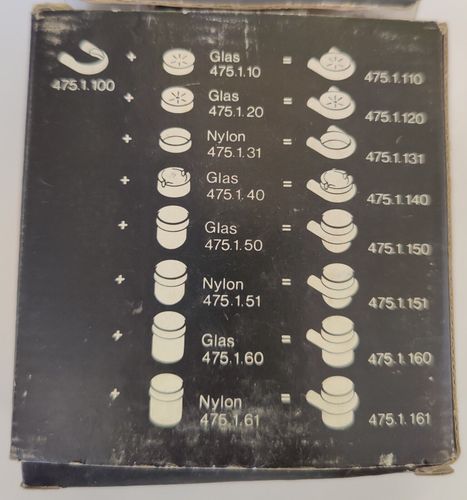 475.1.100 + Glas 475.1.10 = 475.1.110
+ Glas 475.1.20 = 475.1.120
+ Nylon 475.1.31 = 475.1.131
+ Glas 475.1.40 = 475.1.140
+ Glas 475.1.50 = 475.1.150
+ Nylon 475.1.51 = 475.1.151
+ Glas 475.1.60 = 475.1.160
+ Nylon 475.1.61 = 475.1.161